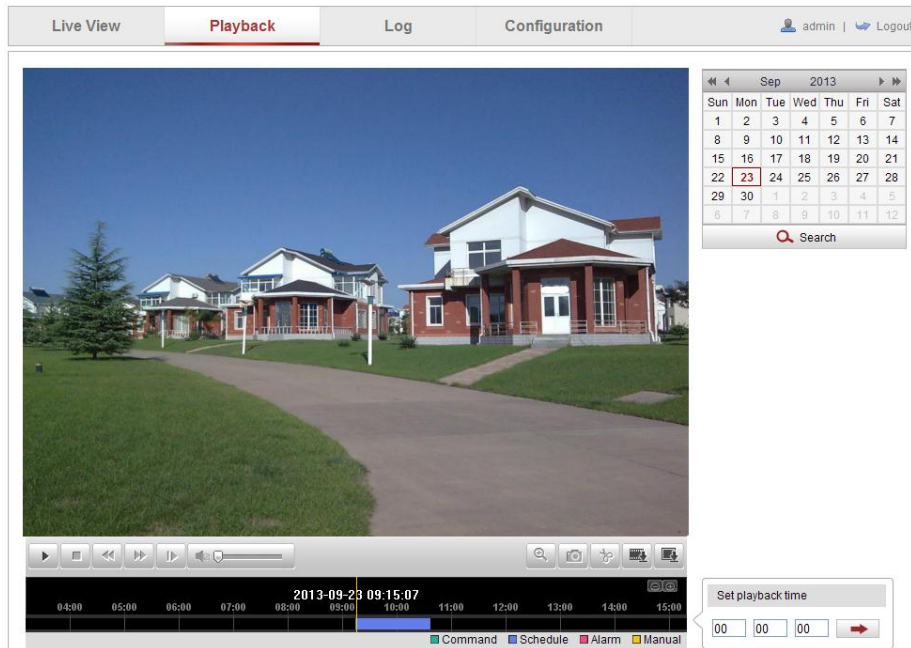 Live View Playback Log Configuration admin | Logout
Sep 2013
Sun Mon Tue Wed Thu Fri Sat
1 2 3 4 5 6 7
8 9 10 11 12 13 14
15 16 17 18 19 20 21
22 23 24 25 26 27 28
29 30 1 2 3 4 5
6 7 8 9 10 11 12
Search
2013-09-23 09:15:07
04:00 05:00 06:00 07:00 08:00 09:00 10:00 11:00 12:00 13:00 14:00 15:00
Command Schedule Alarm Manual
Set playback time
00 00 00